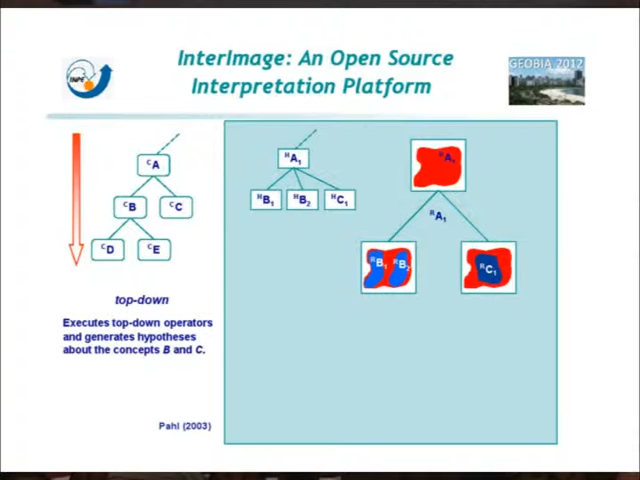 InterImage: An Open Source
Interpretation Platform
INPE
GEOBIA 2012
CA
CB
CC
CD
CE
HA1
HB1
HB2
HC1
RA1
RB1
RB2
RC1
top-down
Executes top-down operators
and generates hypotheses
about the concepts B and C.
Pahl (2003)